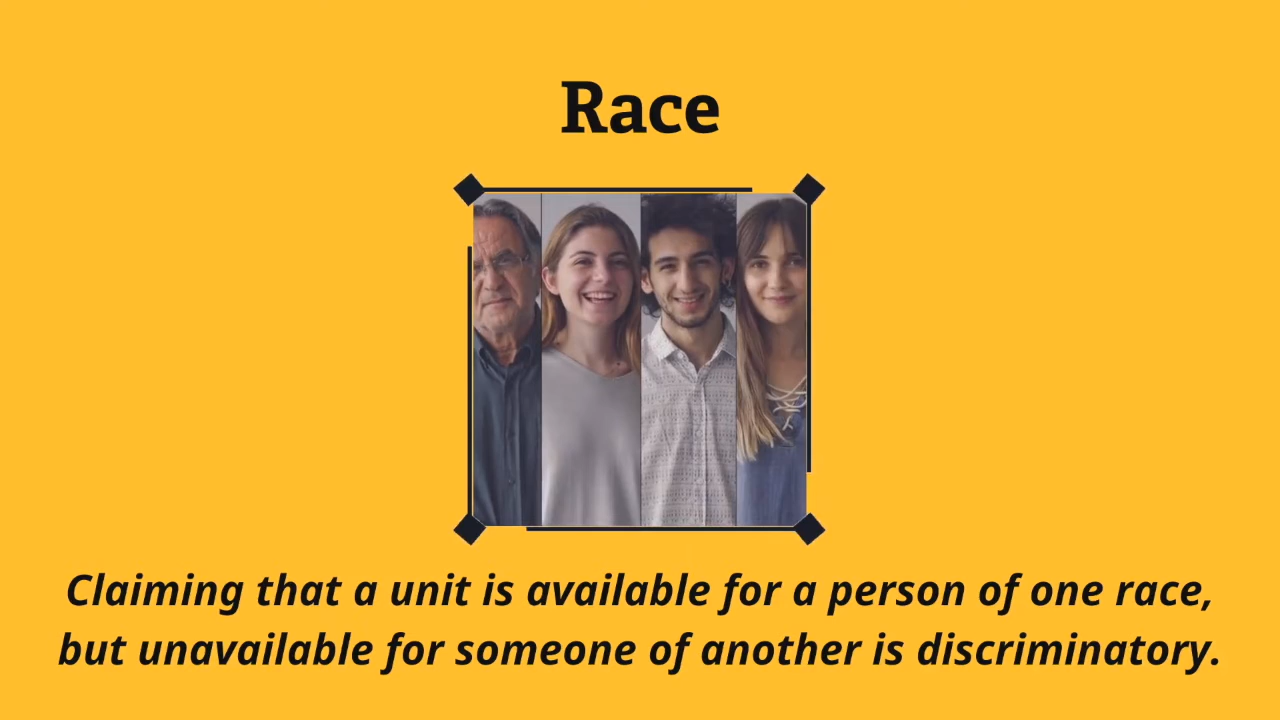 Race
Claiming that a unit is available for a person of one race,
but unavailable for someone of another is discriminatory.